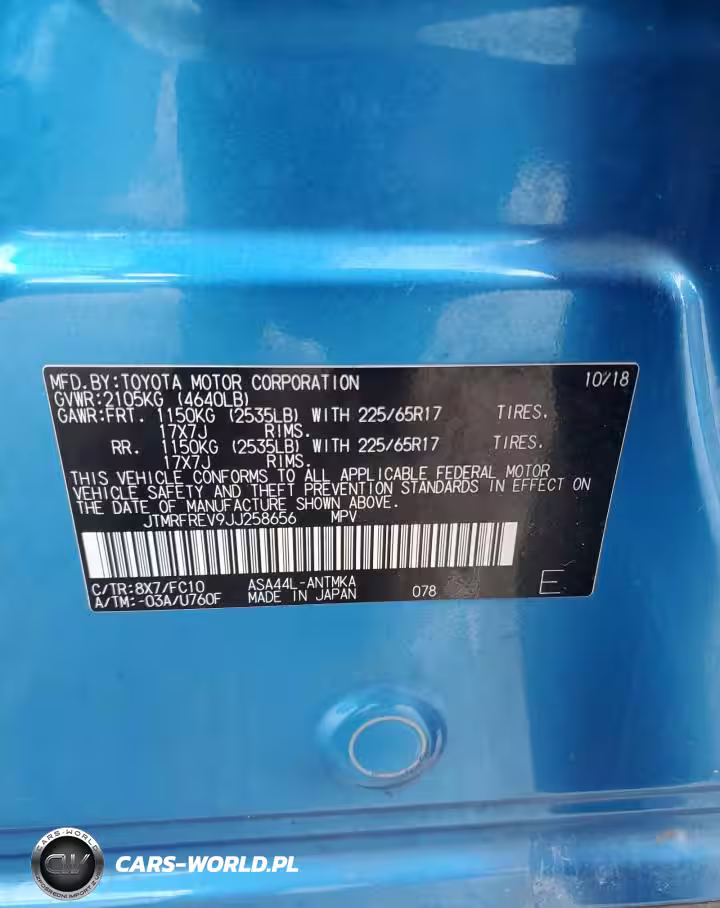 MFD.BY:TOYOTA MOTOR CORPORATION 10/18
GVWR:2105KG (4640LB)
GAWR:FRT. 1150KG (2535LB) WITH 225/65R17 TIRES.
17X7J RIMS.
RR. 1150KG (2535LB) WITH 225/65R17 TIRES.
17X7J RIMS.
THIS VEHICLE CONFORMS TO ALL APPLICABLE FEDERAL MOTOR
VEHICLE SAFETY AND THEFT PREVENTION STANDARDS IN EFFECT ON
THE DATE OF MANUFACTURE SHOWN ABOVE.
JTMRFREV9JJ258656 MPV
C/TR:8X7/FC10 ASA44L-ANTMKA
A/TM:-03A/U760F MADE IN JAPAN 078 E
CARS-WORLD
CW
CARS-WORLD.PL